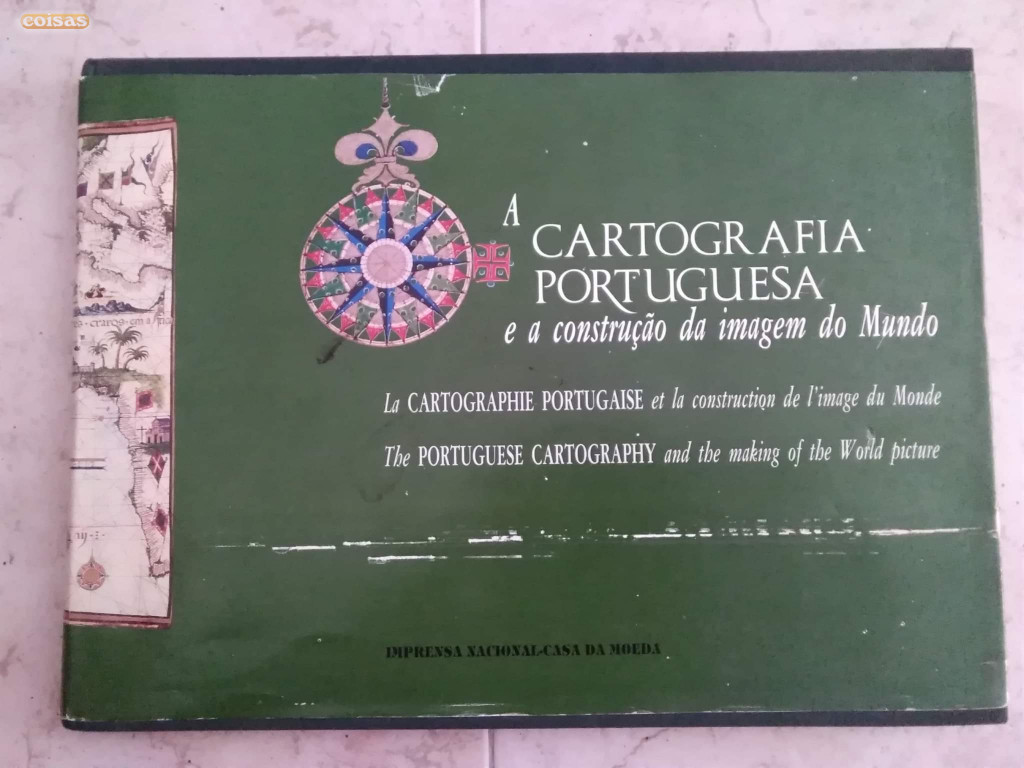 coisas
A
CARTOGRAFIA
PORTUGUESA
e a construção da imagem do Mundo
La CARTOGRAPHIE PORTUGAISE et la construction de l'image du Monde
The PORTUGUESE CARTOGRAPHY and the making of the World picture
IMPRENSA NACIONAL-CASA DA MOEDA